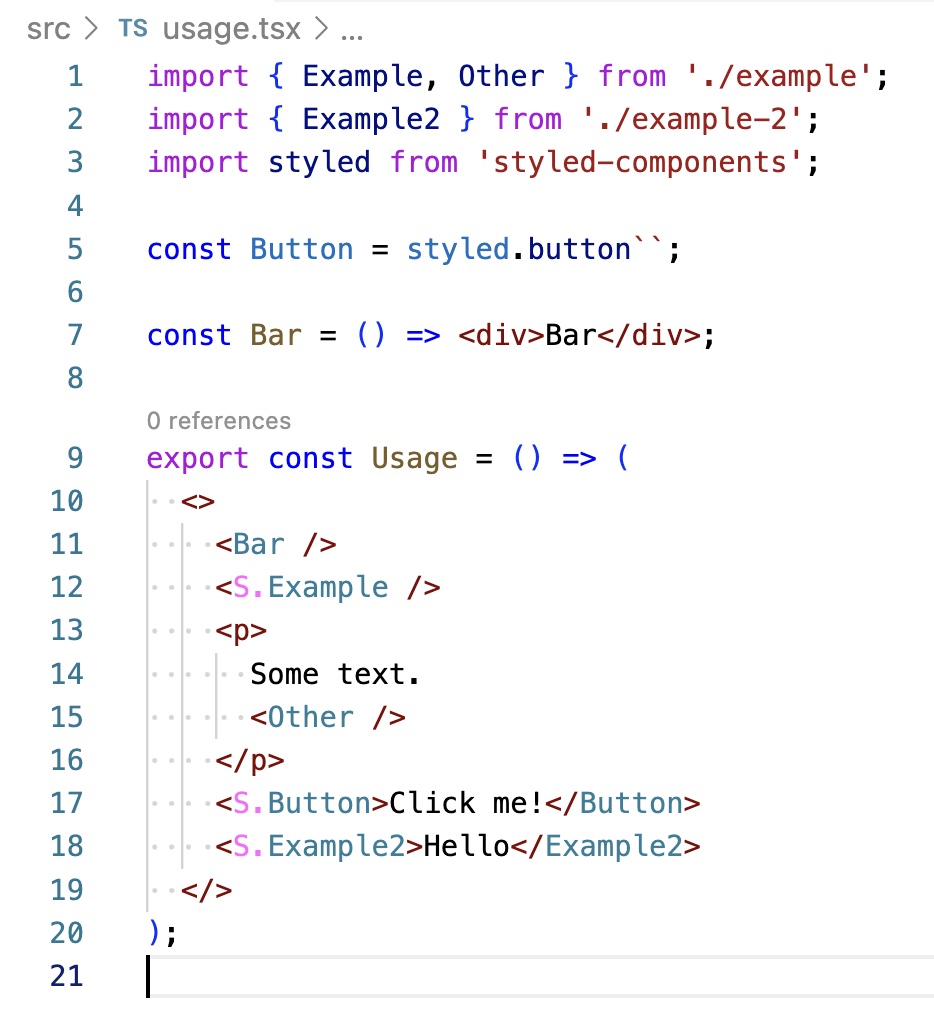 src > TS usage.tsx > ...
1 import { Example, Other } from './example';
2 import { Example2 } from './example-2';
3 import styled from 'styled-components';
4
5 const Button = styled.button``;
6
7 const Bar = () => <div>Bar</div>;
8
0 references
9 export const Usage = () => (
10   <>
11     <Bar />
12     <S.Example />
13     <p>
14       Some text.
15       <Other />
16     </p>
17     <S.Button>Click me!</Button>
18     <S.Example2>Hello</Example2>
19   </>
20 );
21